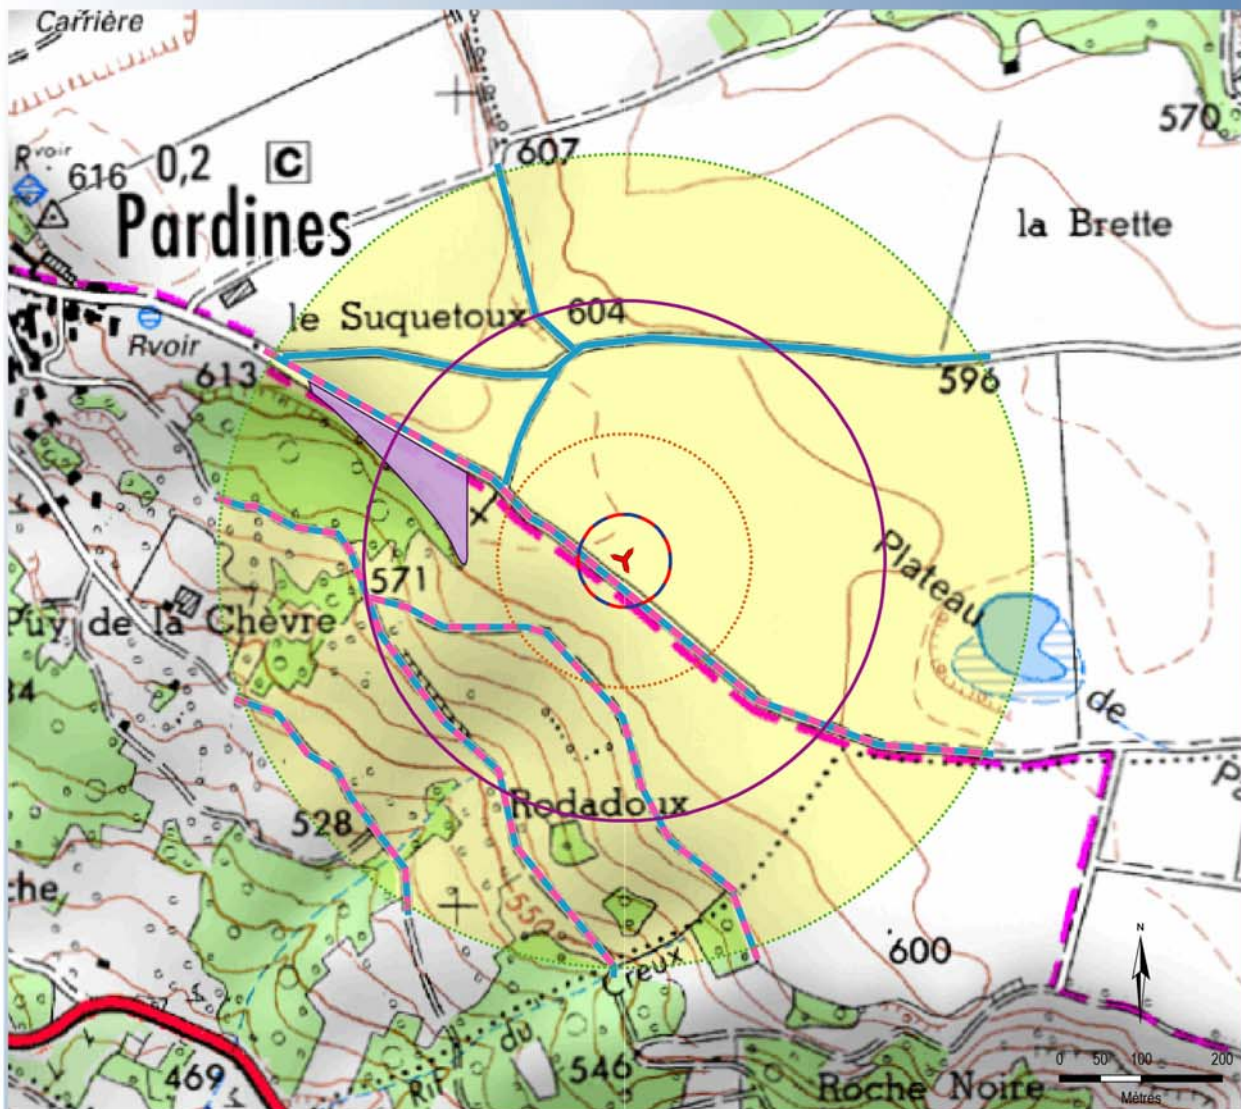 Carrière
607
570
Rvoir
616
0,2
C
Pardines
la Brette
le Suquetoux
604
Rvoir
613
596
571
Plateau
de
Puy de la Chèvre
34
Rodadoux
528
550
600
Creux
du
Rif
469
546
Roche Noire
N
0 50 100 200
Mètres